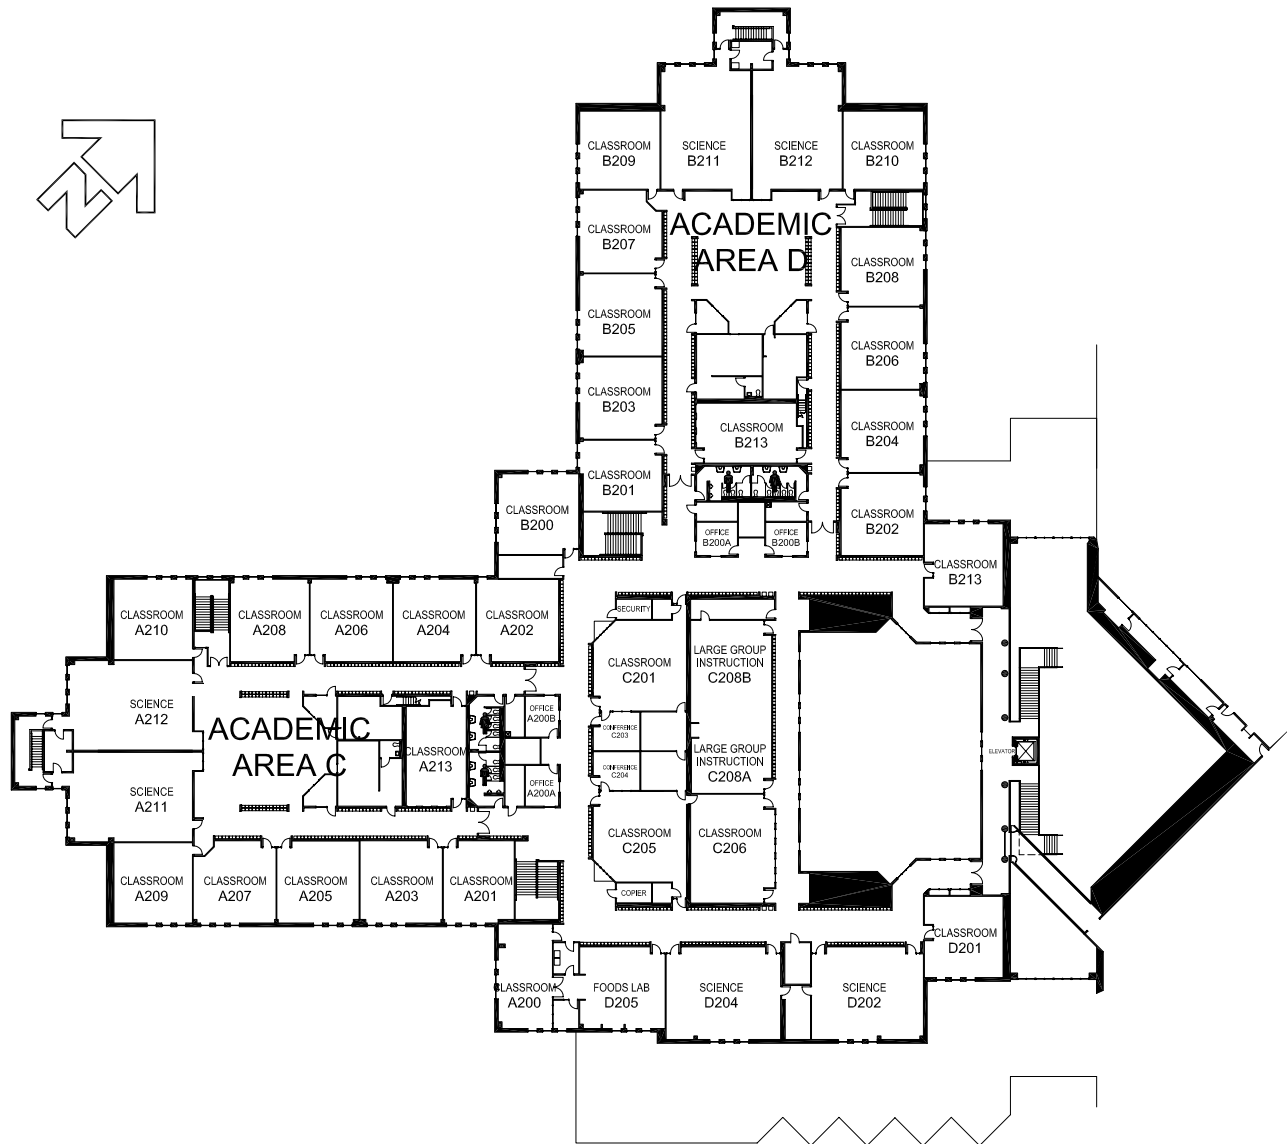 CLASSROOM
B209
SCIENCE
B211
SCIENCE
B212
CLASSROOM
B210
N
CLASSROOM
B207
ACADEMIC
AREA D
CLASSROOM
B208
CLASSROOM
B205
CLASSROOM
B206
CLASSROOM
B203
CLASSROOM
B213
CLASSROOM
B204
CLASSROOM
B201
CLASSROOM
B200
OFFICE
B200A
OFFICE
B200B
CLASSROOM
B202
CLASSROOM
B213
CLASSROOM
A210
CLASSROOM
A208
CLASSROOM
A206
CLASSROOM
A204
CLASSROOM
A202
SECURITY
CLASSROOM
C201
LARGE GROUP
INSTRUCTION
C208B
SCIENCE
A212
ACADEMIC
AREA C
CLASSROOM
A213
OFFICE
A200B
CONFERENCE
C203
LARGE GROUP
INSTRUCTION
C208A
ELEVATOR
SCIENCE
A211
OFFICE
A200A
CONFERENCE
C204
CLASSROOM
C205
CLASSROOM
C206
CLASSROOM
A209
CLASSROOM
A207
CLASSROOM
A205
CLASSROOM
A203
CLASSROOM
A201
COPIER
CLASSROOM
D201
CLASSROOM
A200
FOODS LAB
D205
SCIENCE
D204
SCIENCE
D202